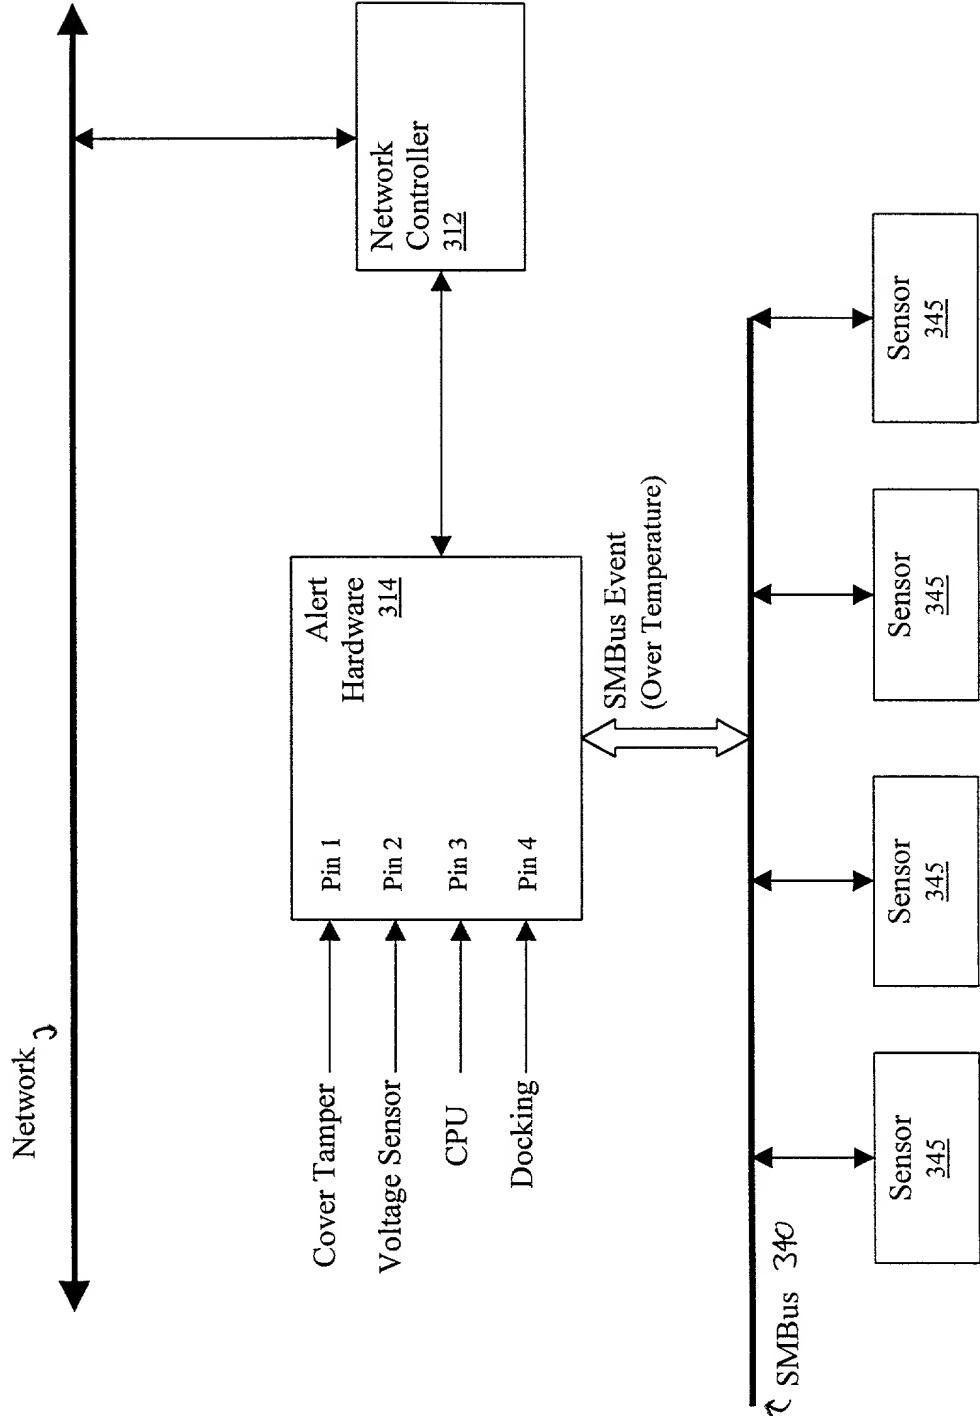 Network
Network
Controller
312
Alert
Hardware
314
Pin 1
Pin 2
Pin 3
Pin 4
Cover Tamper
Voltage Sensor
CPU
Docking
SMBus Event
(Over Temperature)
SMBus 340
Sensor
345
Sensor
345
Sensor
345
Sensor
345